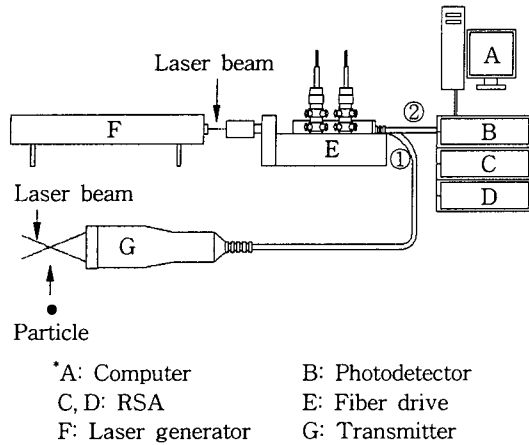 Laser beam
A
②
F
B
E
①
C
D
Laser beam
G
Particle
*A: Computer B: Photodetector
C, D: RSA E: Fiber drive
F: Laser generator G: Transmitter